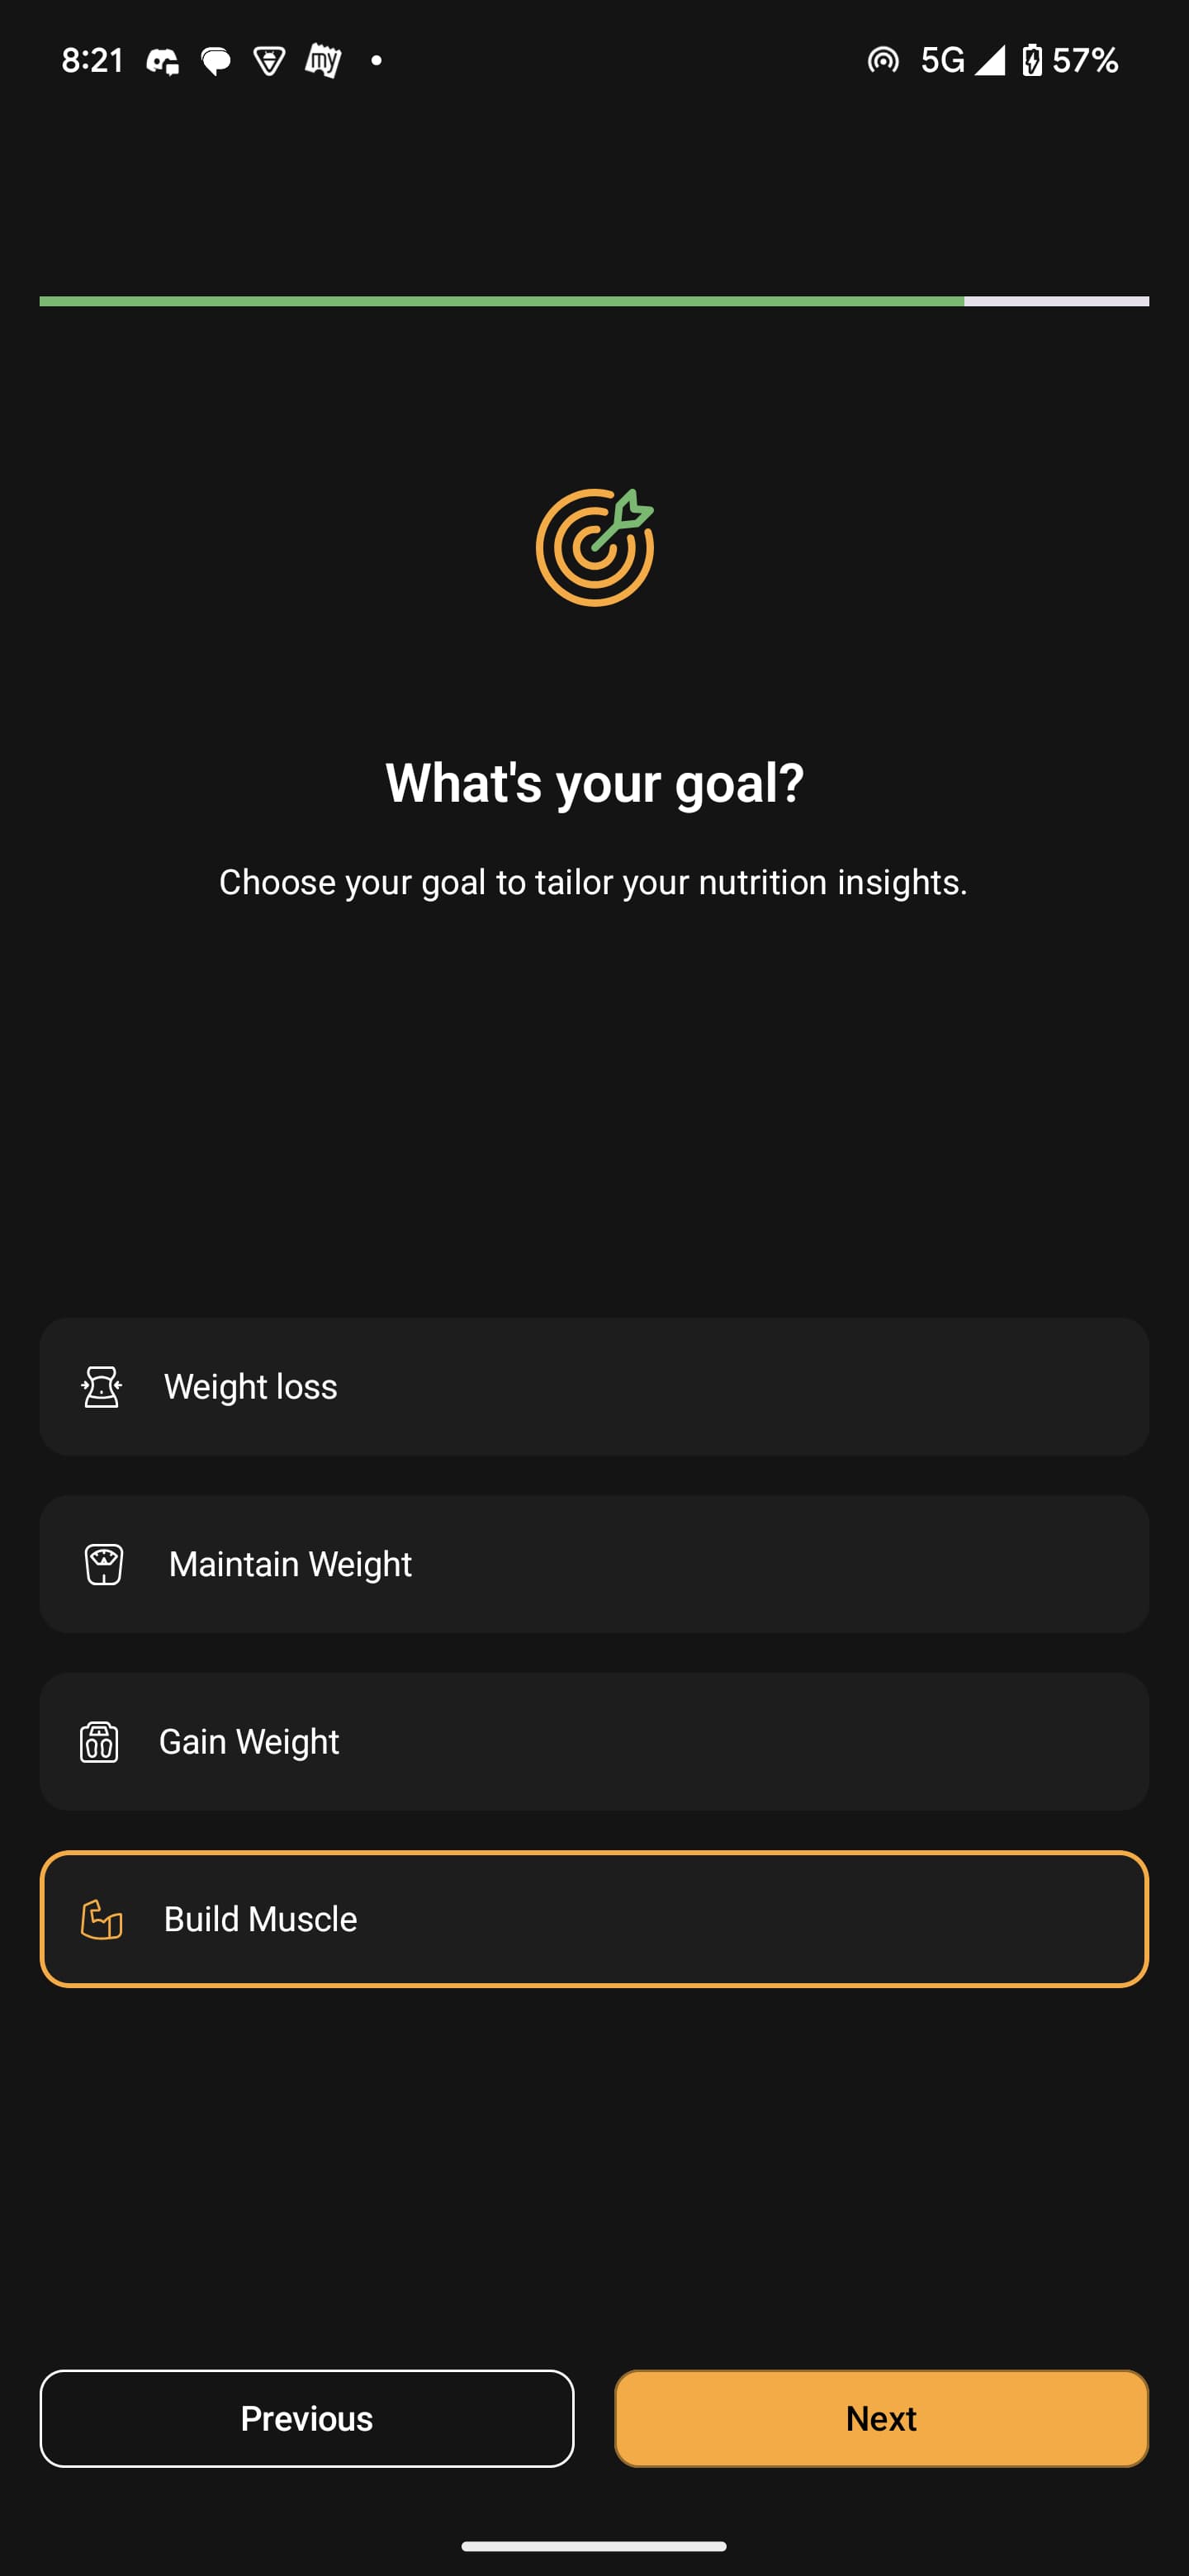 8:21 my 5G 57%
What's your goal?
Choose your goal to tailor your nutrition insights.
Weight loss
Maintain Weight
Gain Weight
Build Muscle
Previous Next